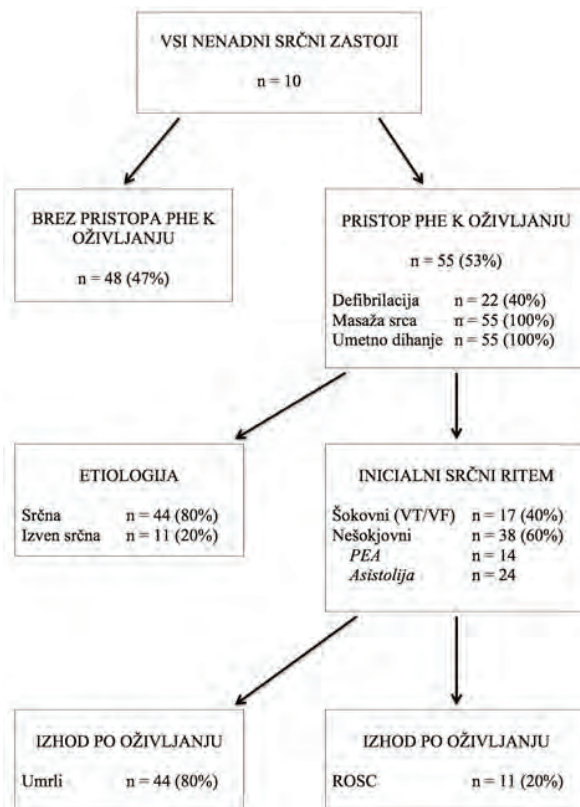 VSI NENADNI SRČNI ZASTOJI
n = 10
BREZ PRISTOPA PHE K
OŽIVLJANJU
n = 48 (47%)
PRISTOP PHE K OŽIVLJANJU
n = 55 (53%)
Defibrilacija n = 22 (40%)
Masaža srca n = 55 (100%)
Umetno dihanje n = 55 (100%)
ETIOLOGIJA
Srčna n = 44 (80%)
Izven srčna n = 11 (20%)
INICIALNI SRČNI RITEM
Šokovni (VT/VF) n = 17 (40%)
Nešokjovni n = 38 (60%)
PEA n = 14
Asistolija n = 24
IZHOD PO OŽIVLJANJU
Umrli n = 44 (80%)
IZHOD PO OŽIVLJANJU
ROSC n = 11 (20%)